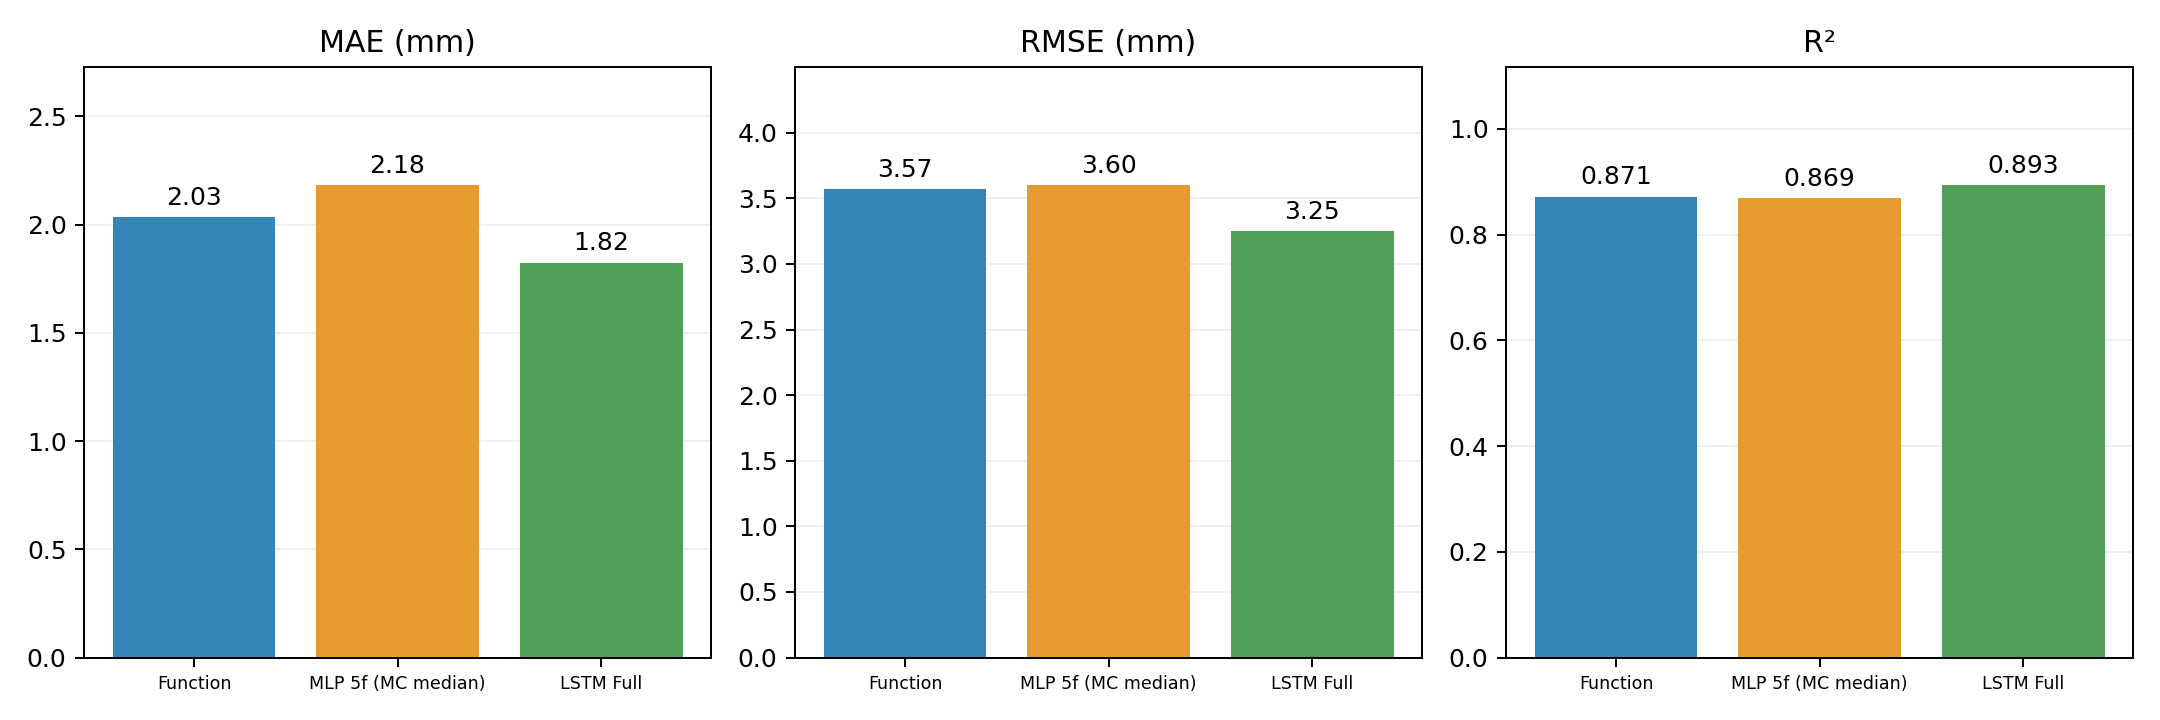 MAE (mm)
2.5
2.0
1.5
1.0
0.5
0.0
2.03
2.18
1.82
Function
MLP 5f (MC median)
LSTM Full
RMSE (mm)
4.0
3.5
3.0
2.5
2.0
1.5
1.0
0.5
0.0
3.57
3.60
3.25
Function
MLP 5f (MC median)
LSTM Full
R²
1.0
0.8
0.6
0.4
0.2
0.0
0.871
0.869
0.893
Function
MLP 5f (MC median)
LSTM Full